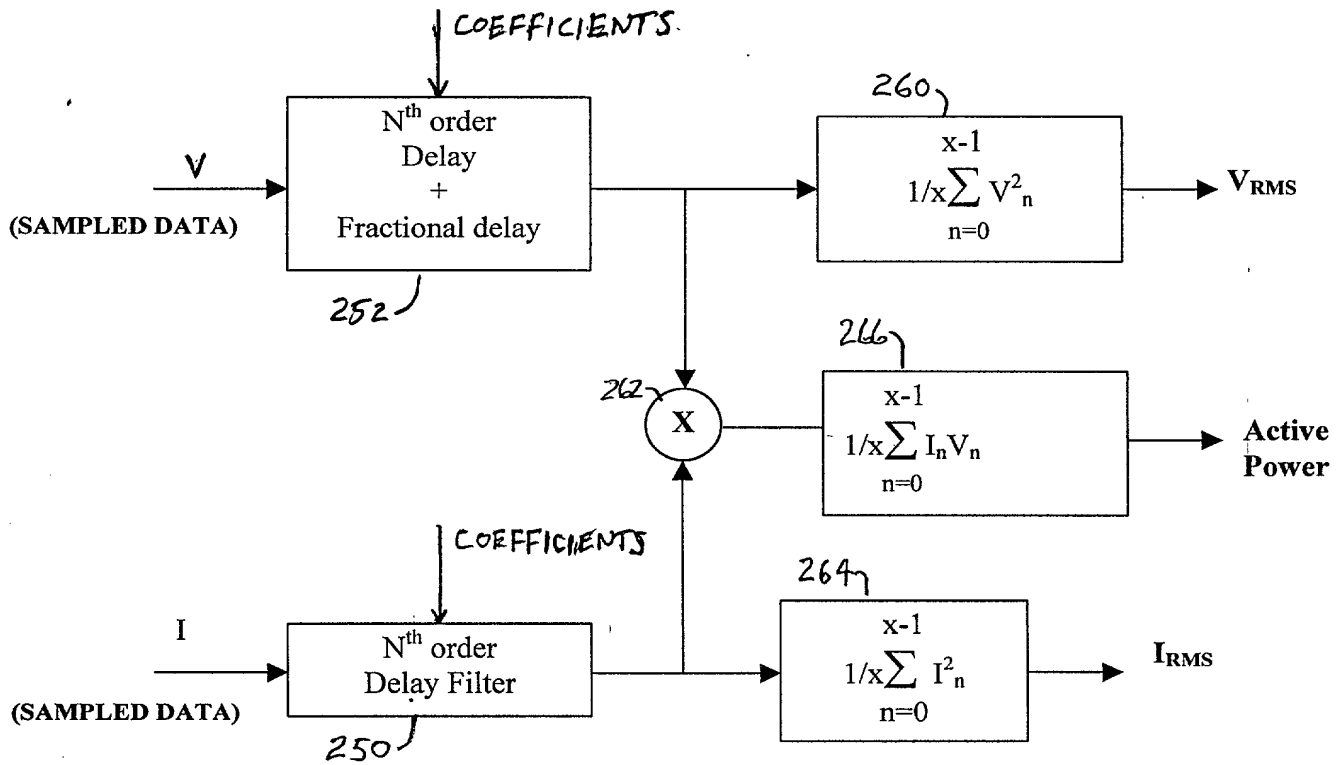 COEFFICIENTS
Nth order
Delay
+
Fractional delay
V
(SAMPLED DATA)
252
260
x-1
1/x∑ V²n
n=0
VRMS
262
X
266
x-1
1/x∑ InVn
n=0
Active
Power
COEFFICIENTS
I
(SAMPLED DATA)
Nth order
Delay Filter
250
264
x-1
1/x∑ I²n
n=0
IRMS